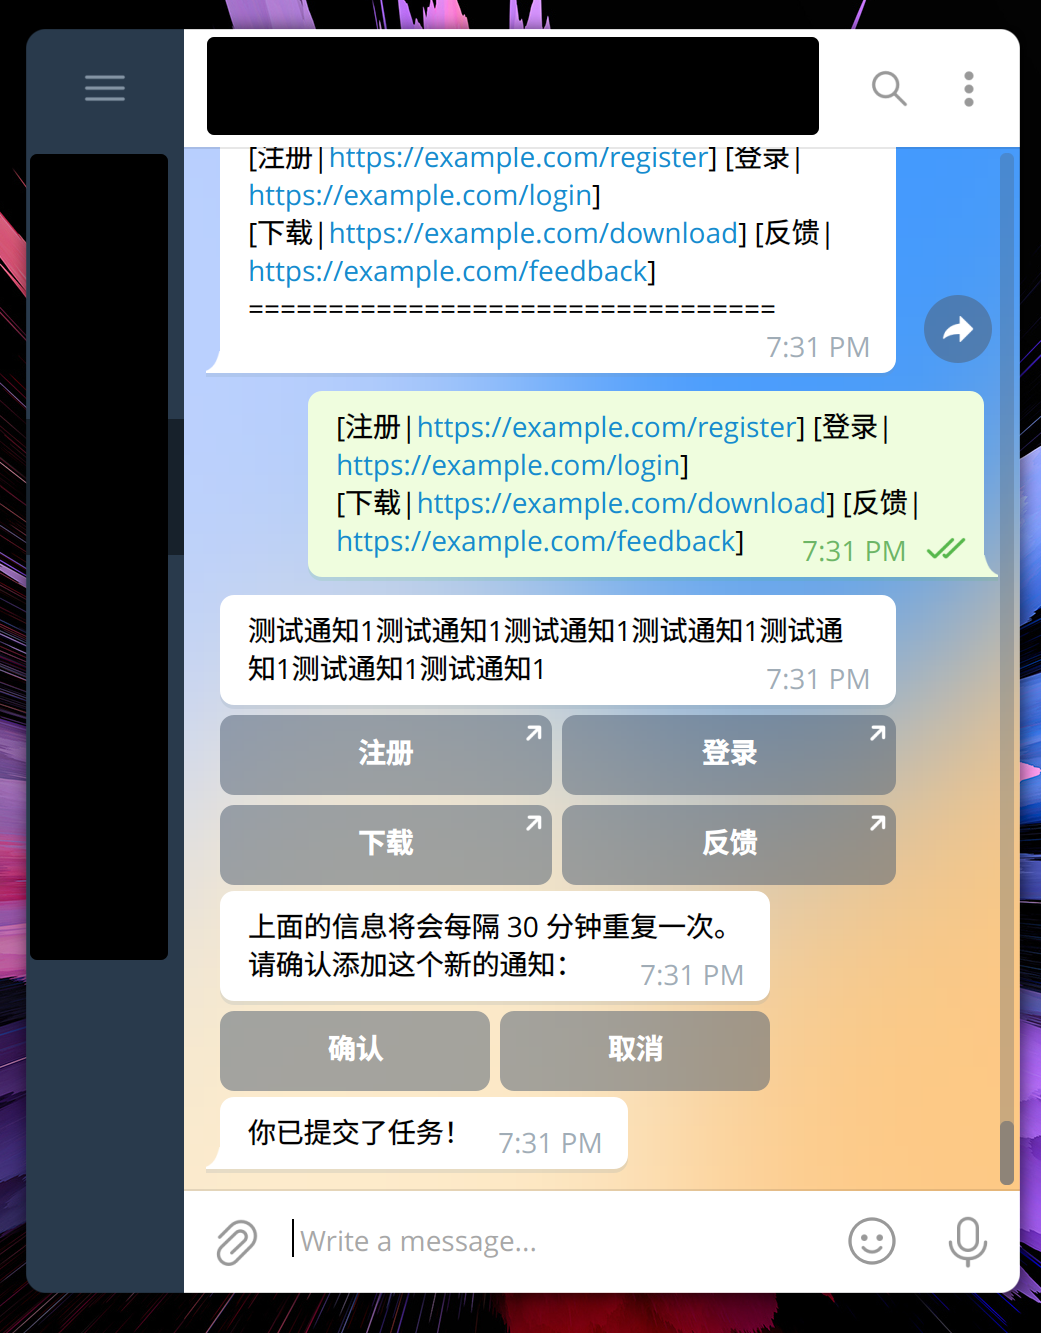 [注册|https://example.com/register] [登录|
https://example.com/login]
[下载|https://example.com/download] [反馈|
https://example.com/feedback]
=================================
7:31 PM
[注册|https://example.com/register] [登录|
https://example.com/login]
[下载|https://example.com/download] [反馈|
https://example.com/feedback]
7:31 PM
测试通知1测试通知1测试通知1测试通知1测试通
知1测试通知1测试通知1
7:31 PM
注册
登录
下载
反馈
上面的信息将会每隔 30 分钟重复一次。
请确认添加这个新的通知：
7:31 PM
确认
取消
你已提交了任务！
7:31 PM
Write a message...